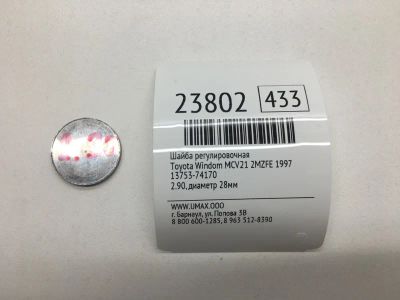 23802 433
Шайба регулировочная
Toyota Windom MCV21 2MZFE 1997
13753-74170
2.90, диаметр 28мм
WWW.UMAX.OOO
г. Барнаул, ул. Попова 3В
8 800 600-1285, 8 963 512-8390